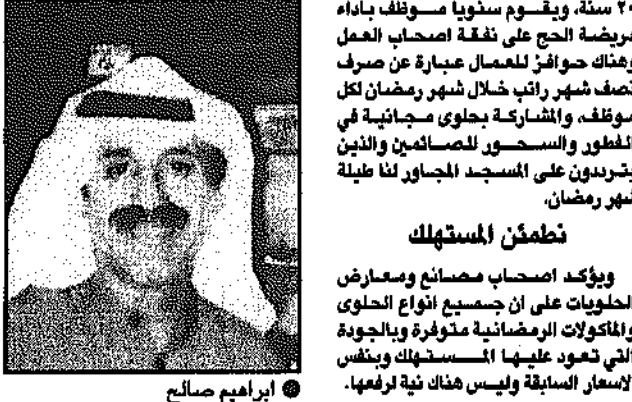 ٢٠ سنة، ويقوم سنويا موظف باداء
فريضة الحج على نفقة اصحاب العمل
وهناك حوافز للعمال عبارة عن صرف
نصف شهر راتب خلال شهر رمضان لكل
موظف، والمشاركة بحلوى مجانية في
الفطور والسحور للصائمين والذين
يترددون على المسجد المجاور لنا طيلة
شهر رمضان.
نطمئن المستهلك
ويؤكد اصحاب مصانع ومعارض
الحلويات على ان جميع انواع الحلوى
والماكولات الرمضانية متوفرة وبالجودة
التي تعود عليها المستهلك وبنفس
الاسعار السابقة وليس هناك نية لرفعها.
ابراهيم صالح